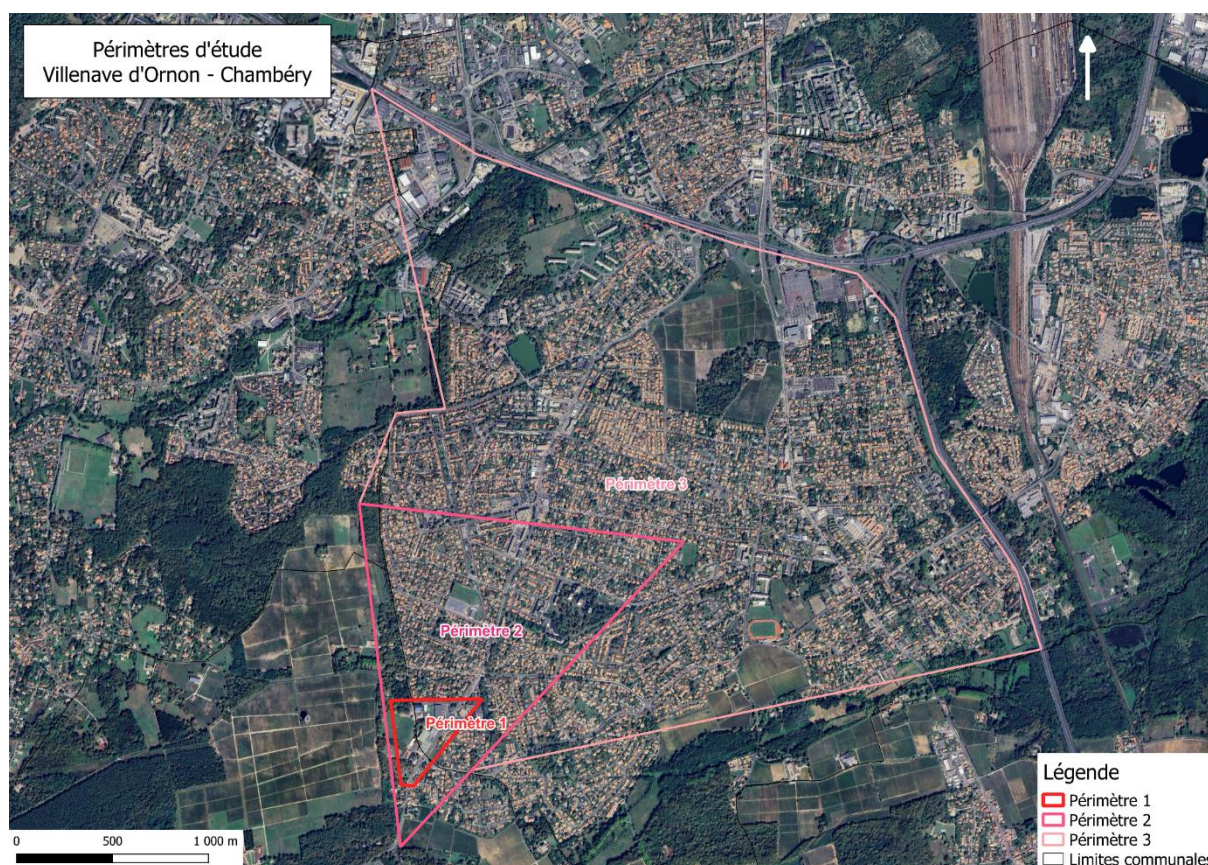 Périmètres d'étude
Villenave d'Ornon - Chambéry
Périmètre 3
Périmètre 2
Périmètre 1
Légende
Périmètre 1
Périmètre 2
Périmètre 3
Limites communales
0 500 1 000 m